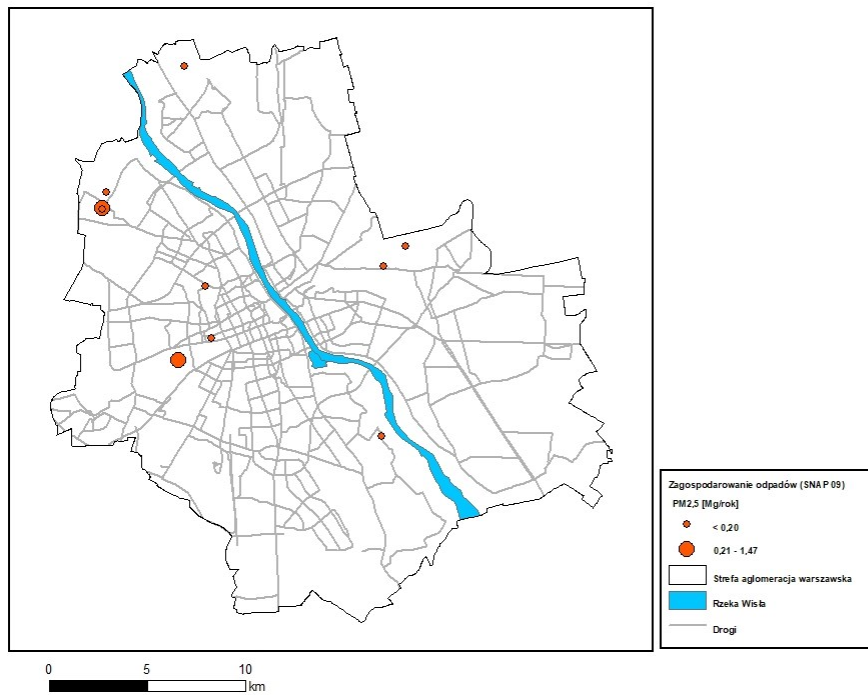 Zagospodarowanie odpadów (SNAP 09)
PM2,5 [Mg/rok]
< 0,20
0,21 - 1,47
Strefa aglomeracja warszawska
Rzeka Wisła
Drogi
0 5 10
km